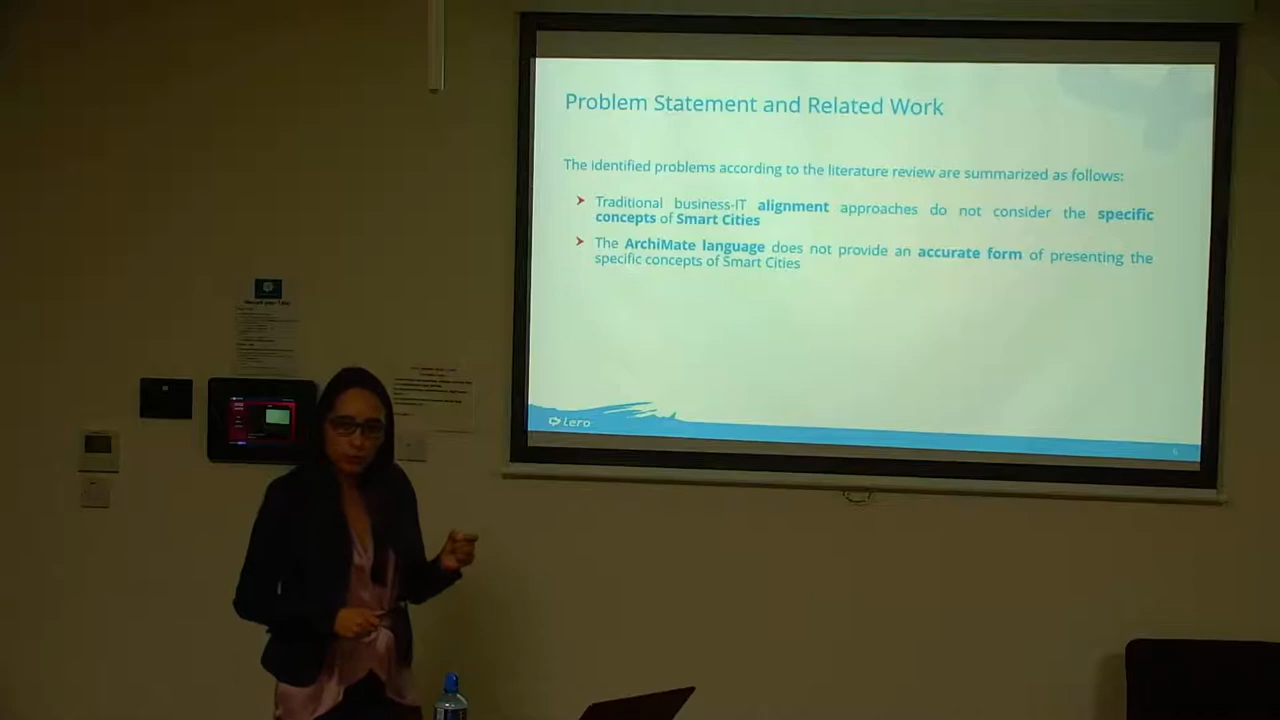 Problem Statement and Related Work
The identified problems according to the literature review are summarized as follows:
Traditional business-IT alignment approaches do not consider the specific
concepts of Smart Cities
The ArchiMate language does not provide an accurate form of presenting the
specific concepts of Smart Cities
Lero